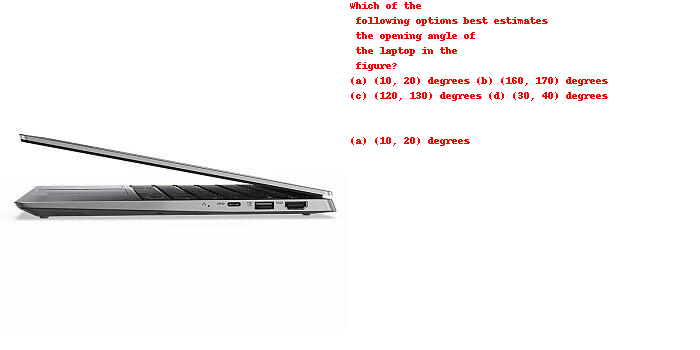 Which of the
following options best estimates
the opening angle of
the laptop in the
figure?
(a) (10, 20) degrees (b) (160, 170) degrees
(c) (120, 130) degrees (d) (30, 40) degrees
(a) (10, 20) degrees